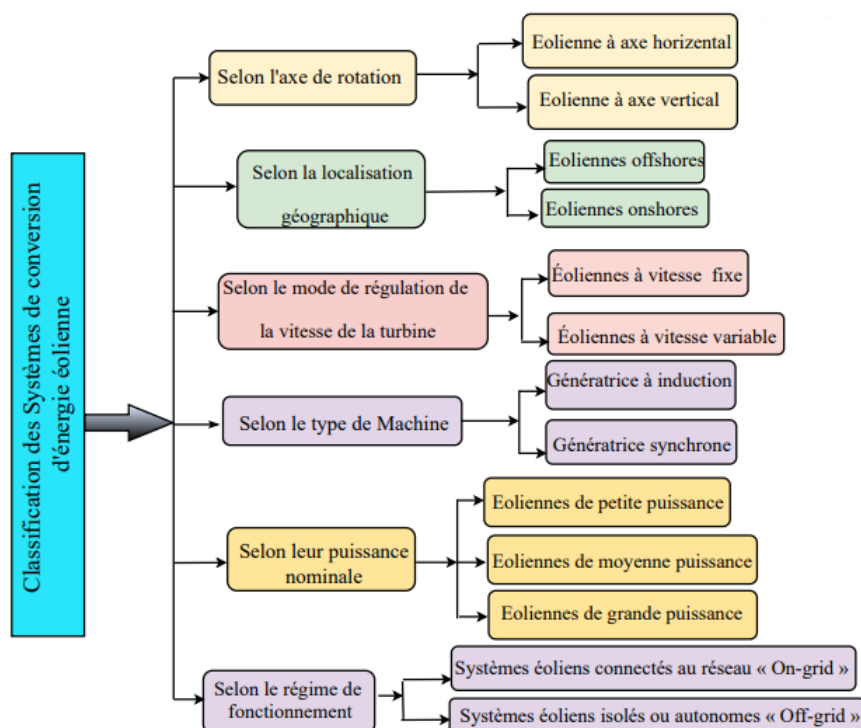 Classification des Systèmes de conversion
d'énergie éolienne
Selon l'axe de rotation
Eolienne à axe horizental
Eolienne à axe vertical
Selon la localisation
géographique
Eoliennes offshores
Eoliennes onshores
Selon le mode de régulation de
la vitesse de la turbine
Éoliennes à vitesse fixe
Éoliennes à vitesse variable
Selon le type de Machine
Génératrice à induction
Génératrice synchrone
Selon leur puissance
nominale
Eoliennes de petite puissance
Eoliennes de moyenne puissance
Eoliennes de grande puissance
Selon le régime de
fonctionnement
Systèmes éoliens connectés au réseau « On-grid »
Systèmes éoliens isolés ou autonomes « Off-grid »